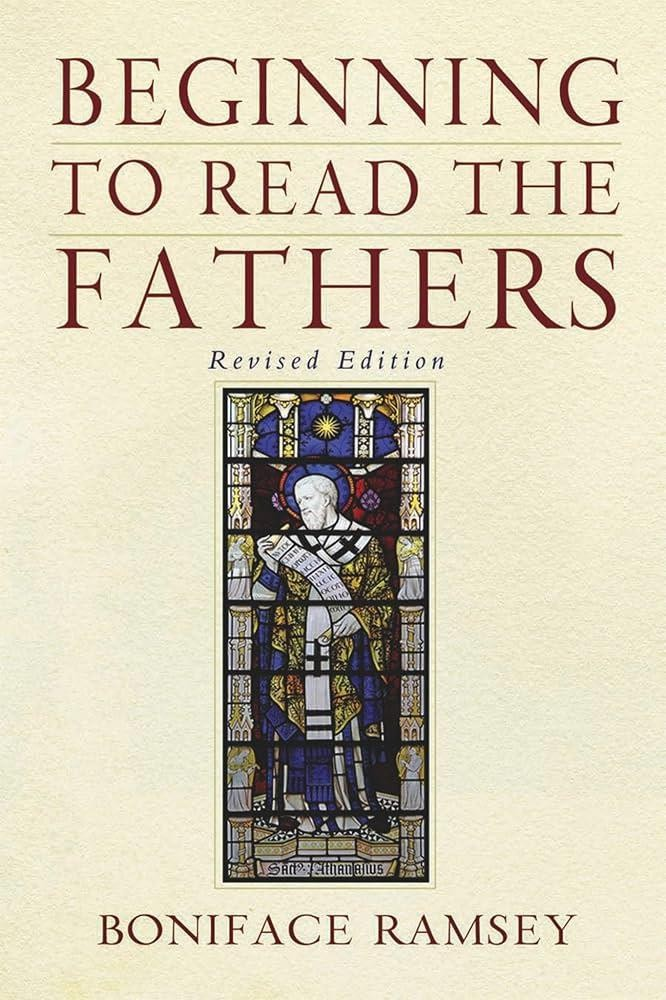 BEGINNING
TO READ THE
FATHERS
Revised Edition
BONIFACE RAMSEY